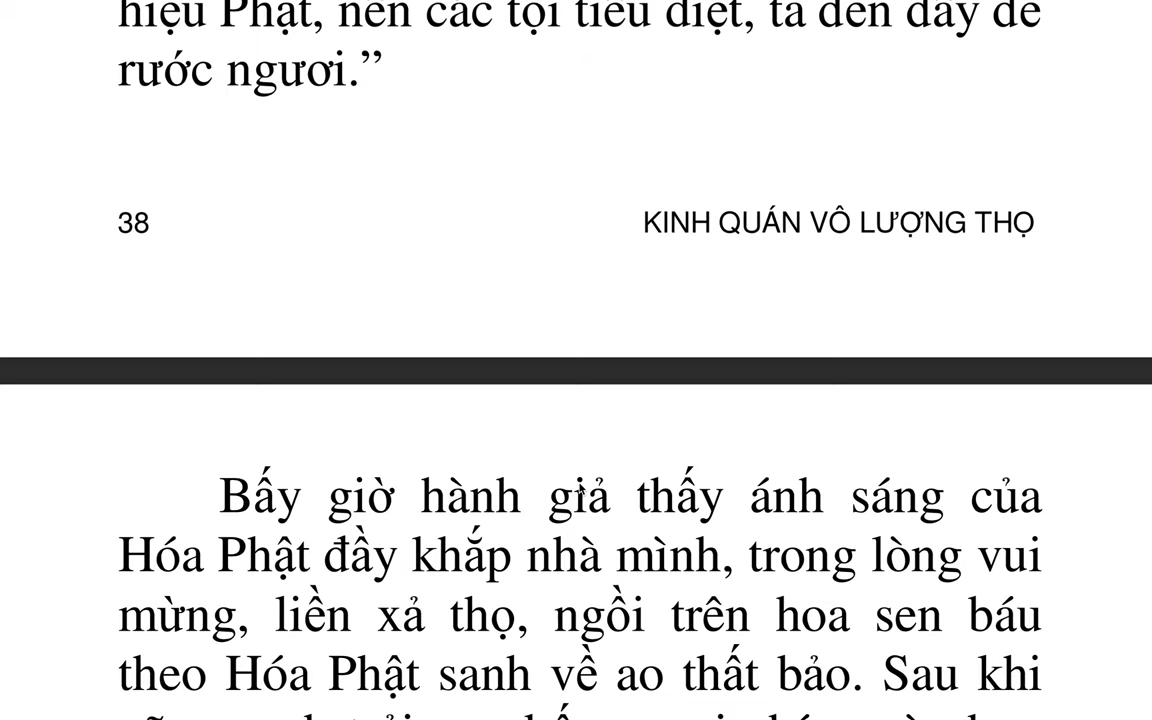 hiệu Phật, nên các tội tiêu diệt, ta đến đây để
rước ngươi.”
38 KINH QUÁN VÔ LƯỢNG THỌ
Bấy giờ hành giả thấy ánh sáng của
Hóa Phật đầy khắp nhà mình, trong lòng vui
mừng, liền xả thọ, ngồi trên hoa sen báu
theo Hóa Phật sanh về ao thất bảo. Sau khi